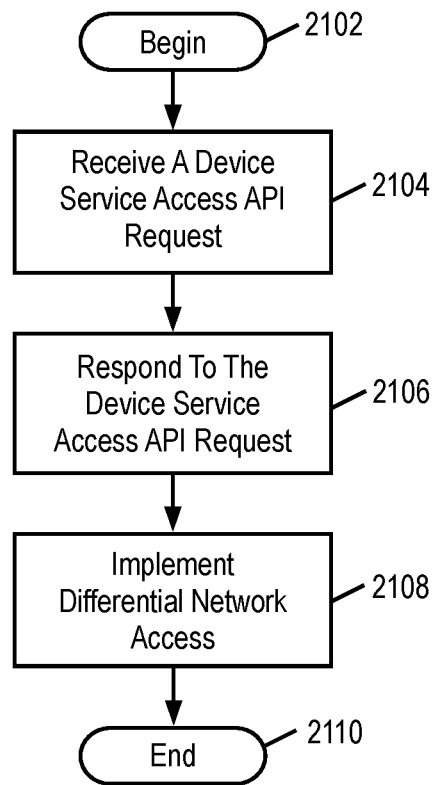 Begin
2102
Receive A Device
Service Access API
Request
2104
Respond To The
Device Service
Access API Request
2106
Implement
Differential Network
Access
2108
End
2110